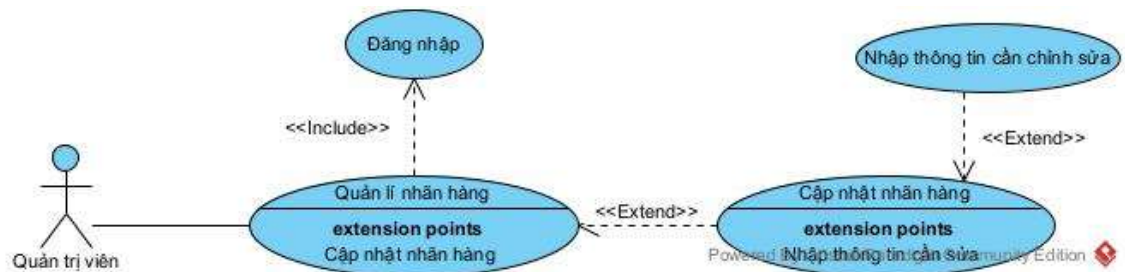 Đăng nhập
Nhập thông tin cần chỉnh sửa
<<Include>>
<<Extend>>
Quản lí nhãn hàng
extension points
Cập nhật nhãn hàng
<<Extend>>
Cập nhật nhãn hàng
extension points
Nhập thông tin cần sửa
Quản trị viên
Powered Community Edition